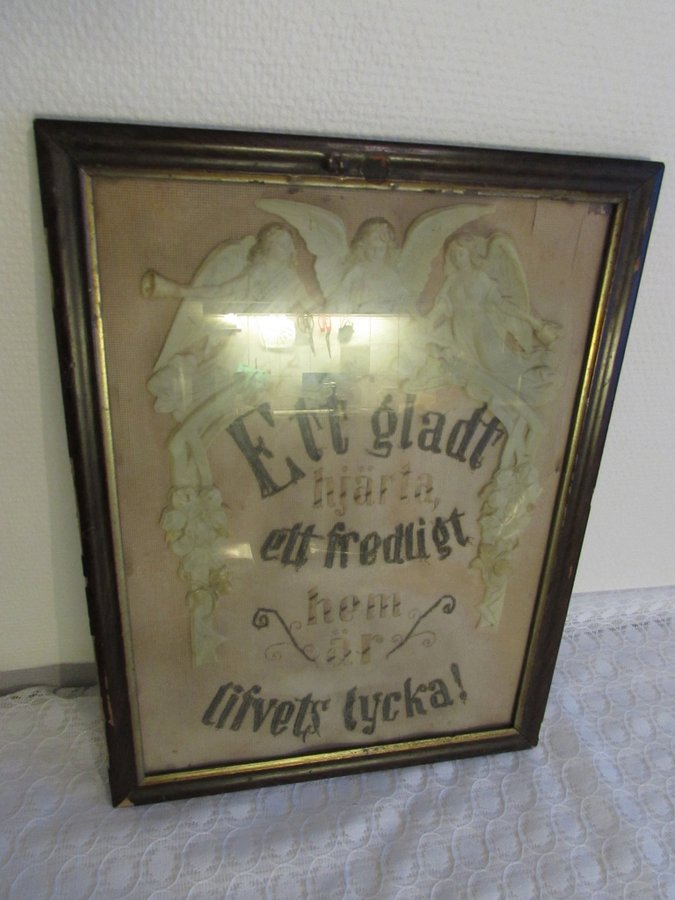 Ett gladt
hjärta,
ett fredligt
hem
är
lifvets lycka!